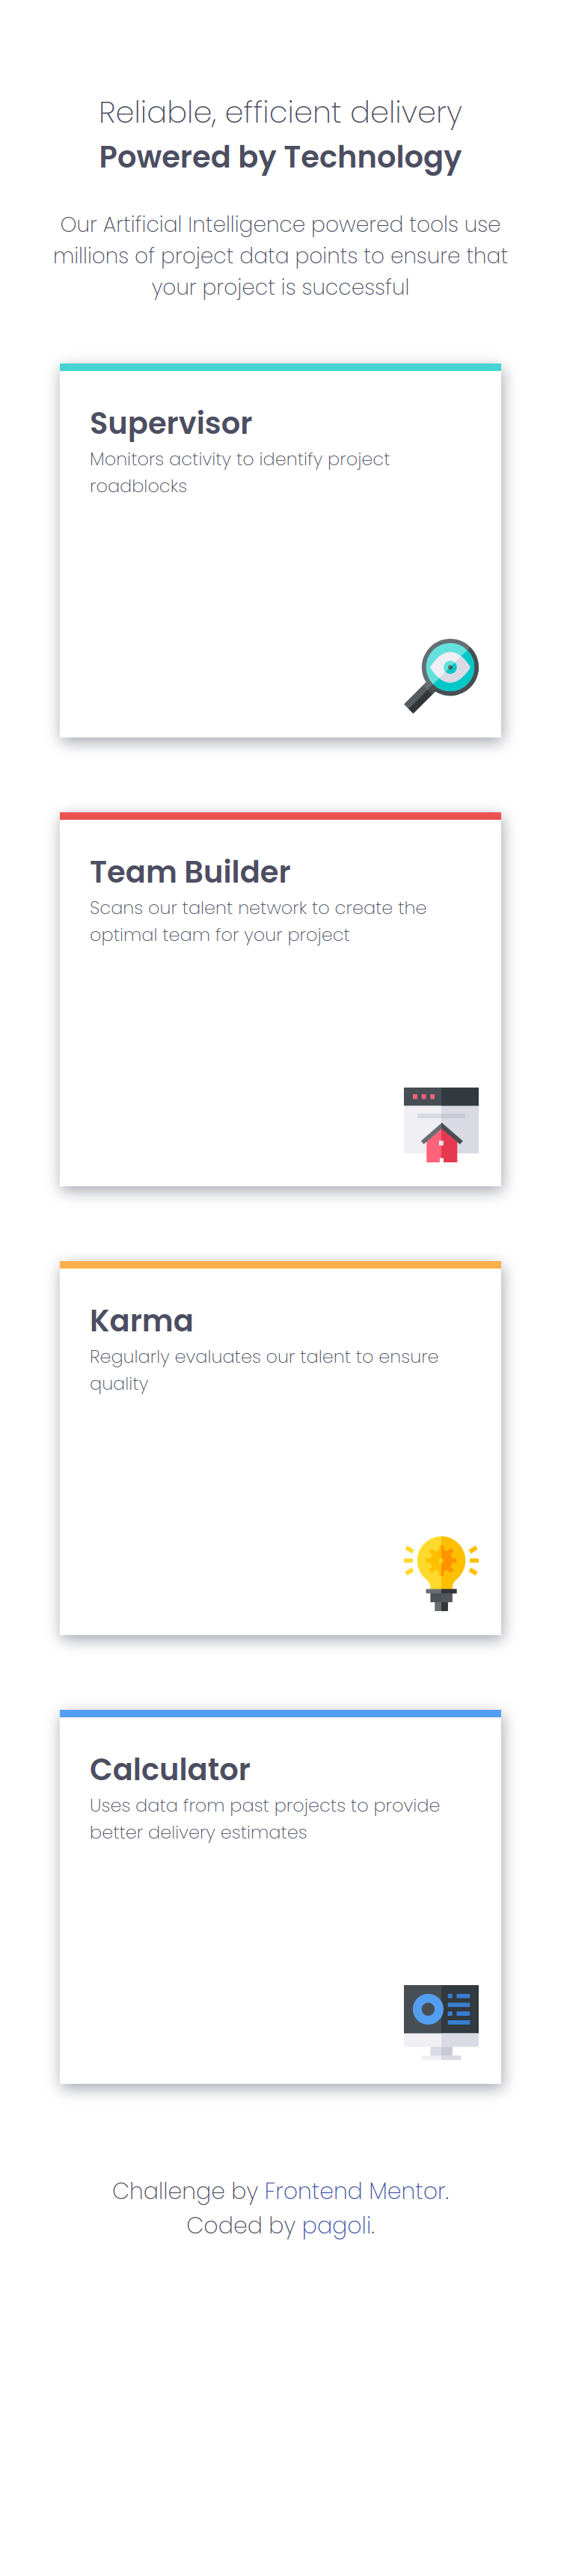 Reliable, efficient delivery
Powered by Technology
Our Artificial Intelligence powered tools use
millions of project data points to ensure that
your project is successful
Supervisor
Monitors activity to identify project
roadblocks
Team Builder
Scans our talent network to create the
optimal team for your project
Karma
Regularly evaluates our talent to ensure
quality
Calculator
Uses data from past projects to provide
better delivery estimates
Challenge by Frontend Mentor.
Coded by pagoli.